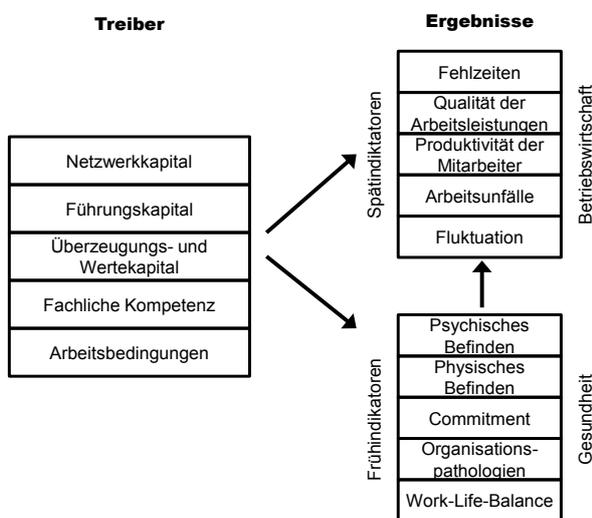 Treiber
Netzwerkkapital
Führungskapital
Überzeugungs- und
Wertekapital
Fachliche Kompetenz
Arbeitsbedingungen
Ergebnisse
Spätindiktatoren
Fehlzeiten
Qualität der
Arbeitsleistungen
Produktivität der
Mitarbeiter
Arbeitsunfälle
Fluktuation
Betriebswirtschaft
Frühindikatoren
Psychisches
Befinden
Physisches
Befinden
Commitment
Organisations-
pathologien
Work-Life-Balance
Gesundheit